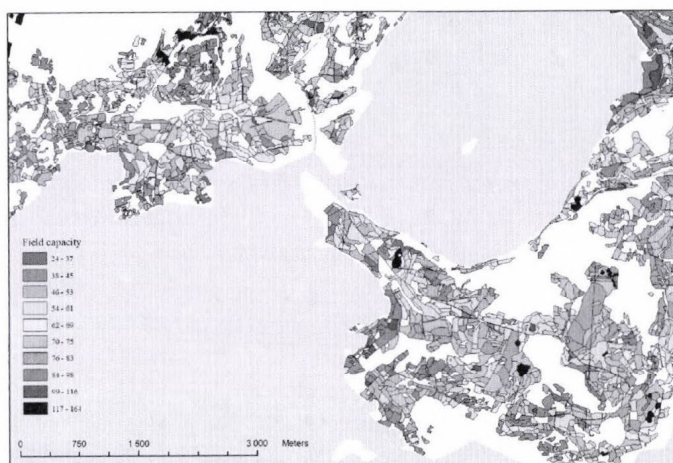 Field capacity
24 - 37
38 - 45
46 - 53
54 - 61
62 - 69
70 - 75
76 - 83
84 - 98
99 - 116
117 - 164
0 750 1 500 3 000 Meters